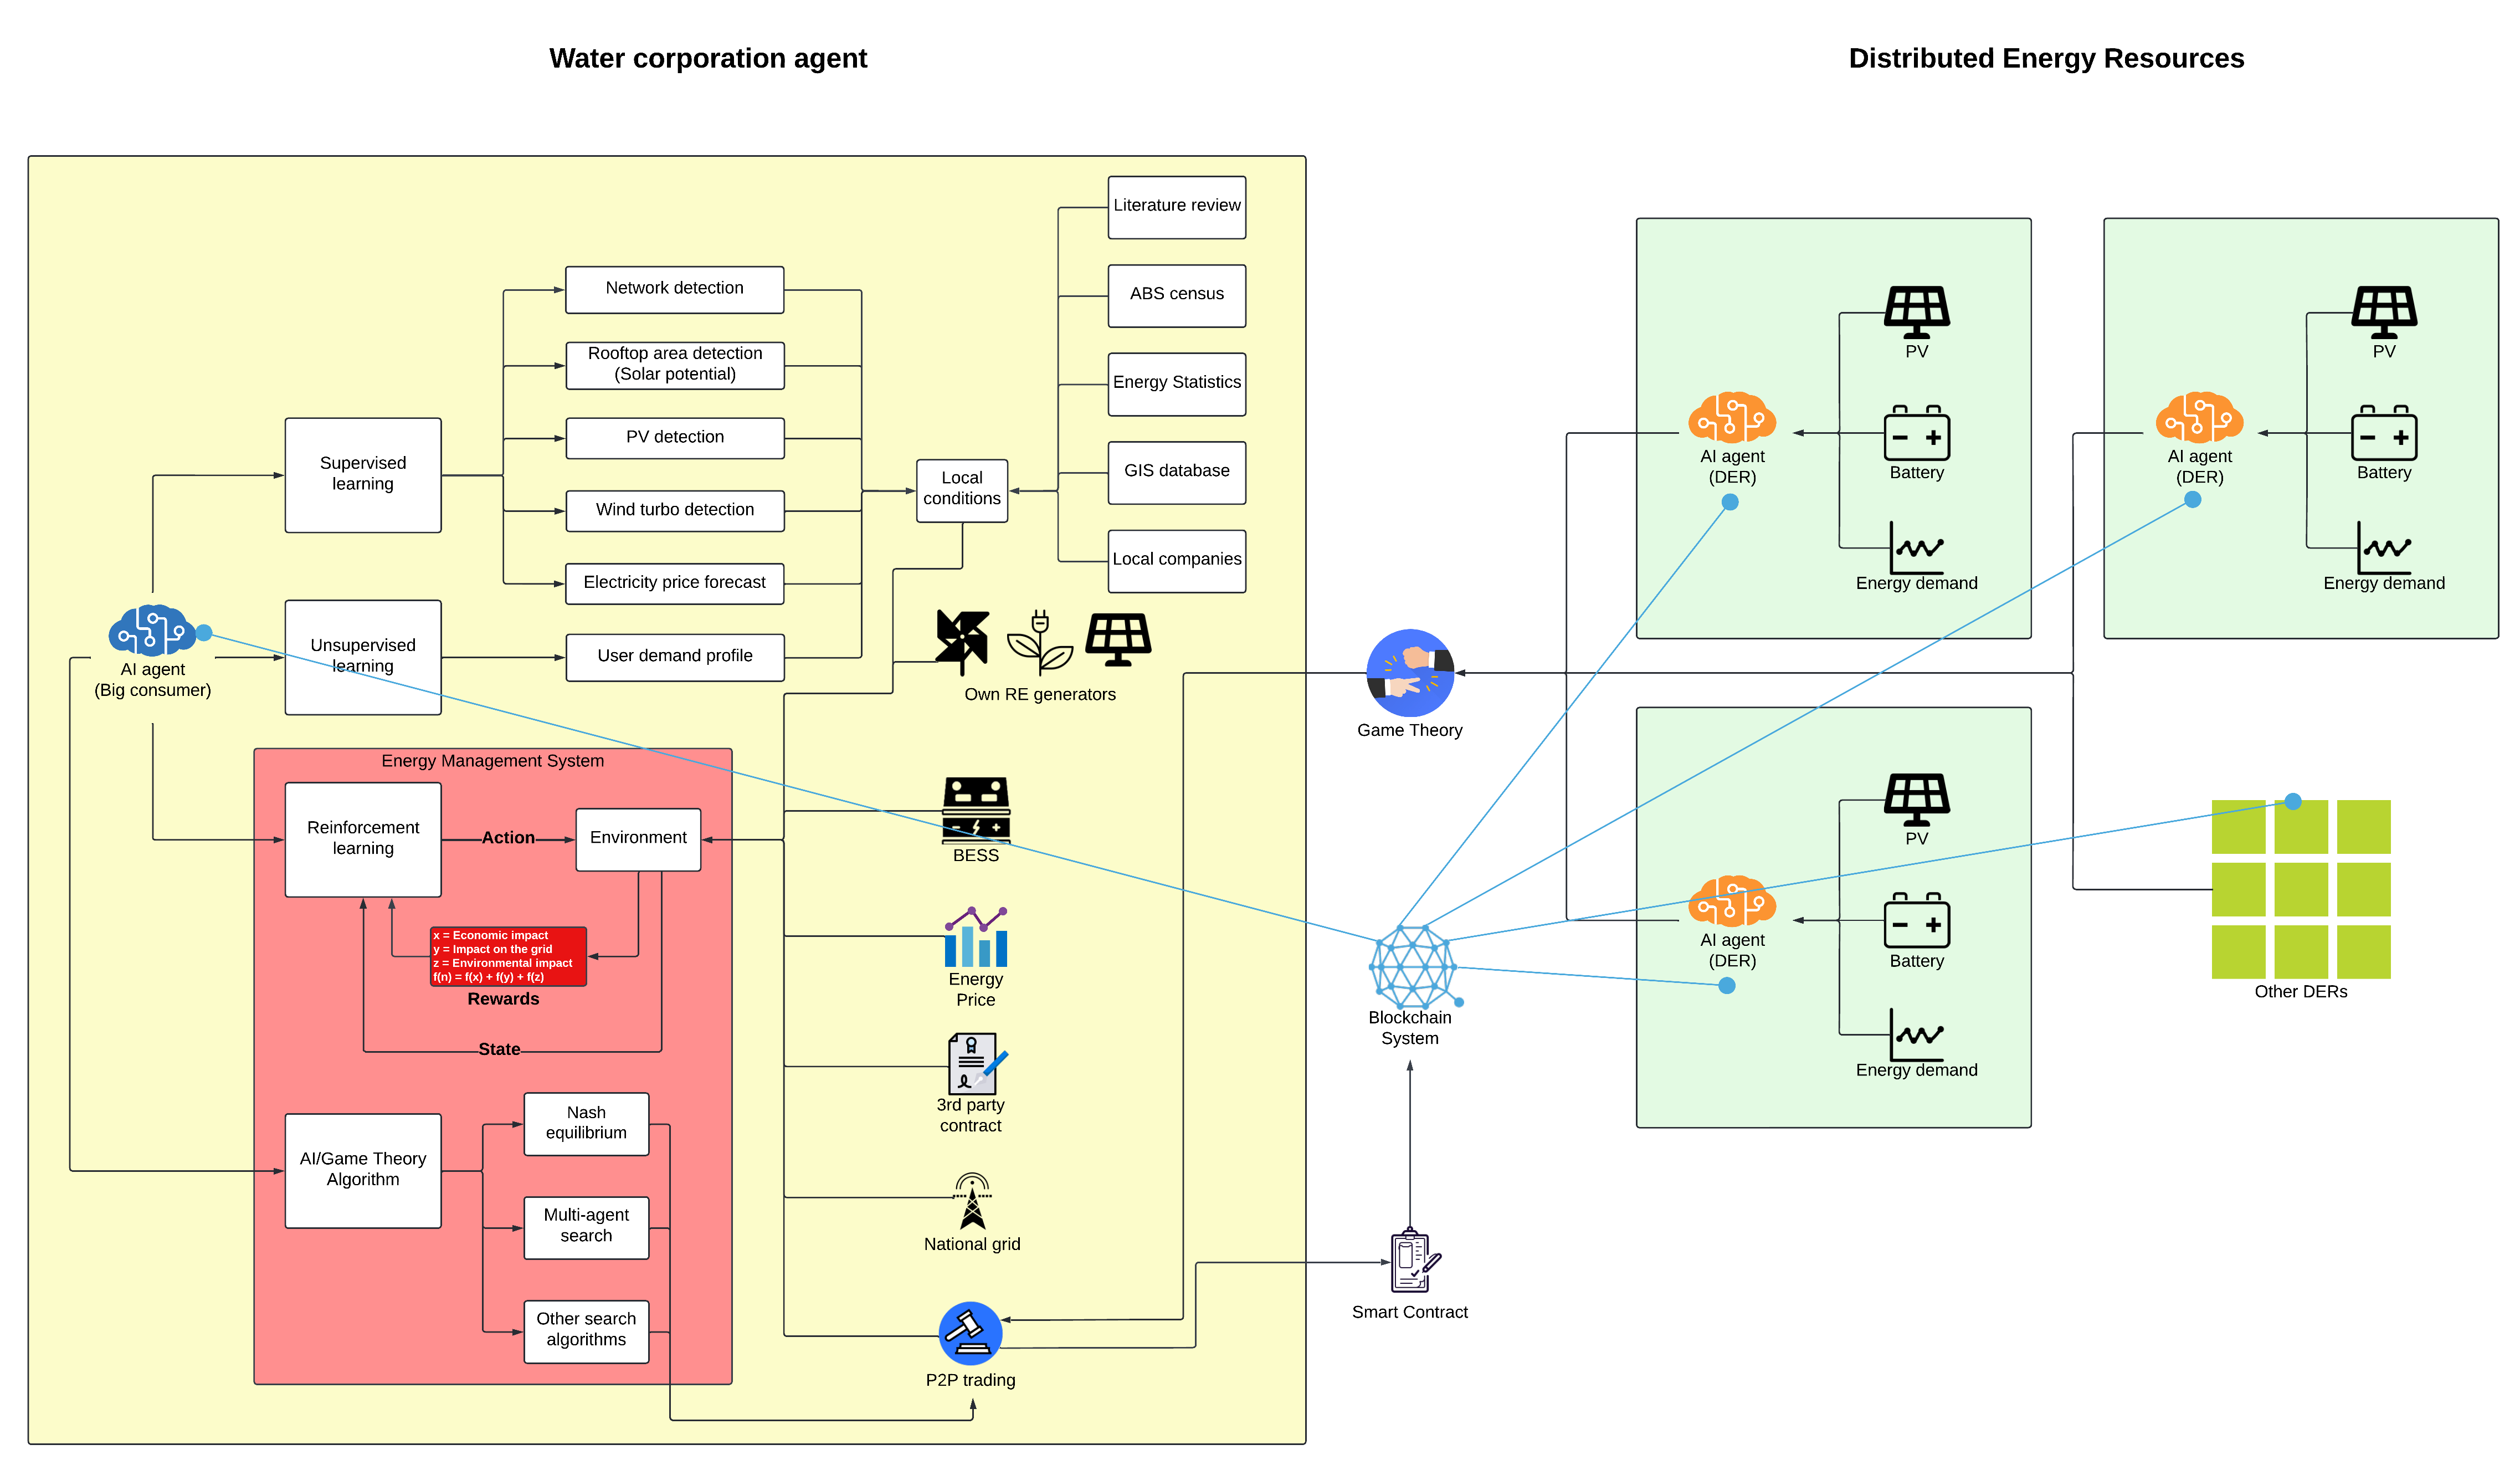 Water corporation agent
Distributed Energy Resources
Literature review
ABS census
Energy Statistics
GIS database
Local companies
Network detection
Rooftop area detection
(Solar potential)
PV detection
Wind turbo detection
Electricity price forecast
User demand profile
Supervised
learning
Unsupervised
learning
Local
conditions
AI agent
(Big consumer)
Own RE generators
Energy Management System
Reinforcement
learning
Action
Environment
x = Economic impact
y = Impact on the grid
z = Environmental impact
f(n) = f(x) + f(y) + f(z)
Rewards
State
AI/Game Theory
Algorithm
Nash
equilibrium
Multi-agent
search
Other search
algorithms
BESS
Energy
Price
3rd party
contract
National grid
P2P trading
Game Theory
Blockchain
System
Smart Contract
PV
AI agent
(DER)
Battery
Energy demand
PV
AI agent
(DER)
Battery
Energy demand
PV
AI agent
(DER)
Battery
Energy demand
Other DERs